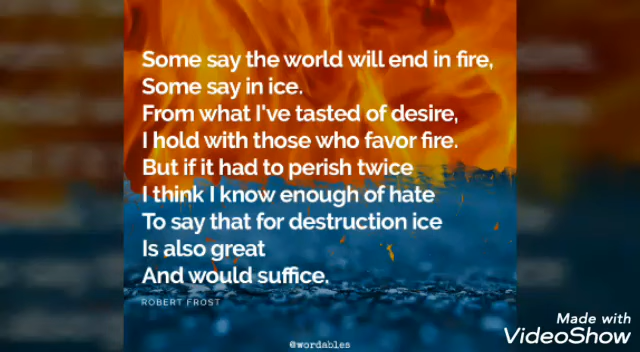 Some say the world will end in fire,
Some say in ice.
From what I've tasted of desire,
I hold with those who favor fire.
But if it had to perish twice
I think I know enough of hate
To say that for destruction ice
Is also great
And would suffice.
ROBERT FROST
@wordables
Made with
VideoShow